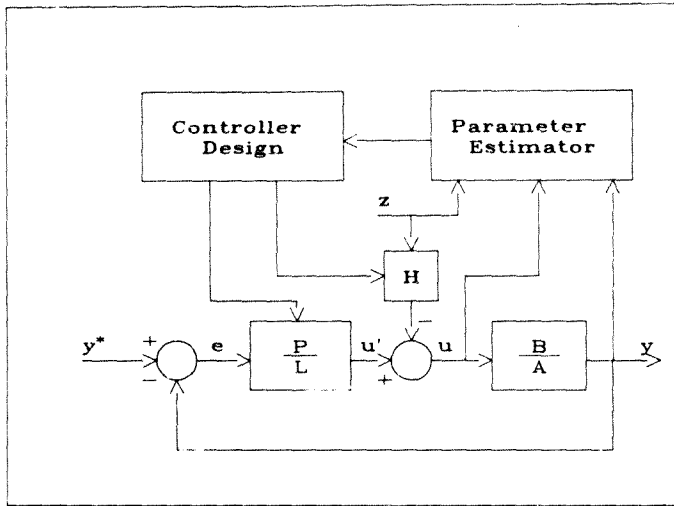 Controller
Design
Parameter
Estimator
z
H
y*
+
−
e
P
L
u'
−
+
u
B
A
y